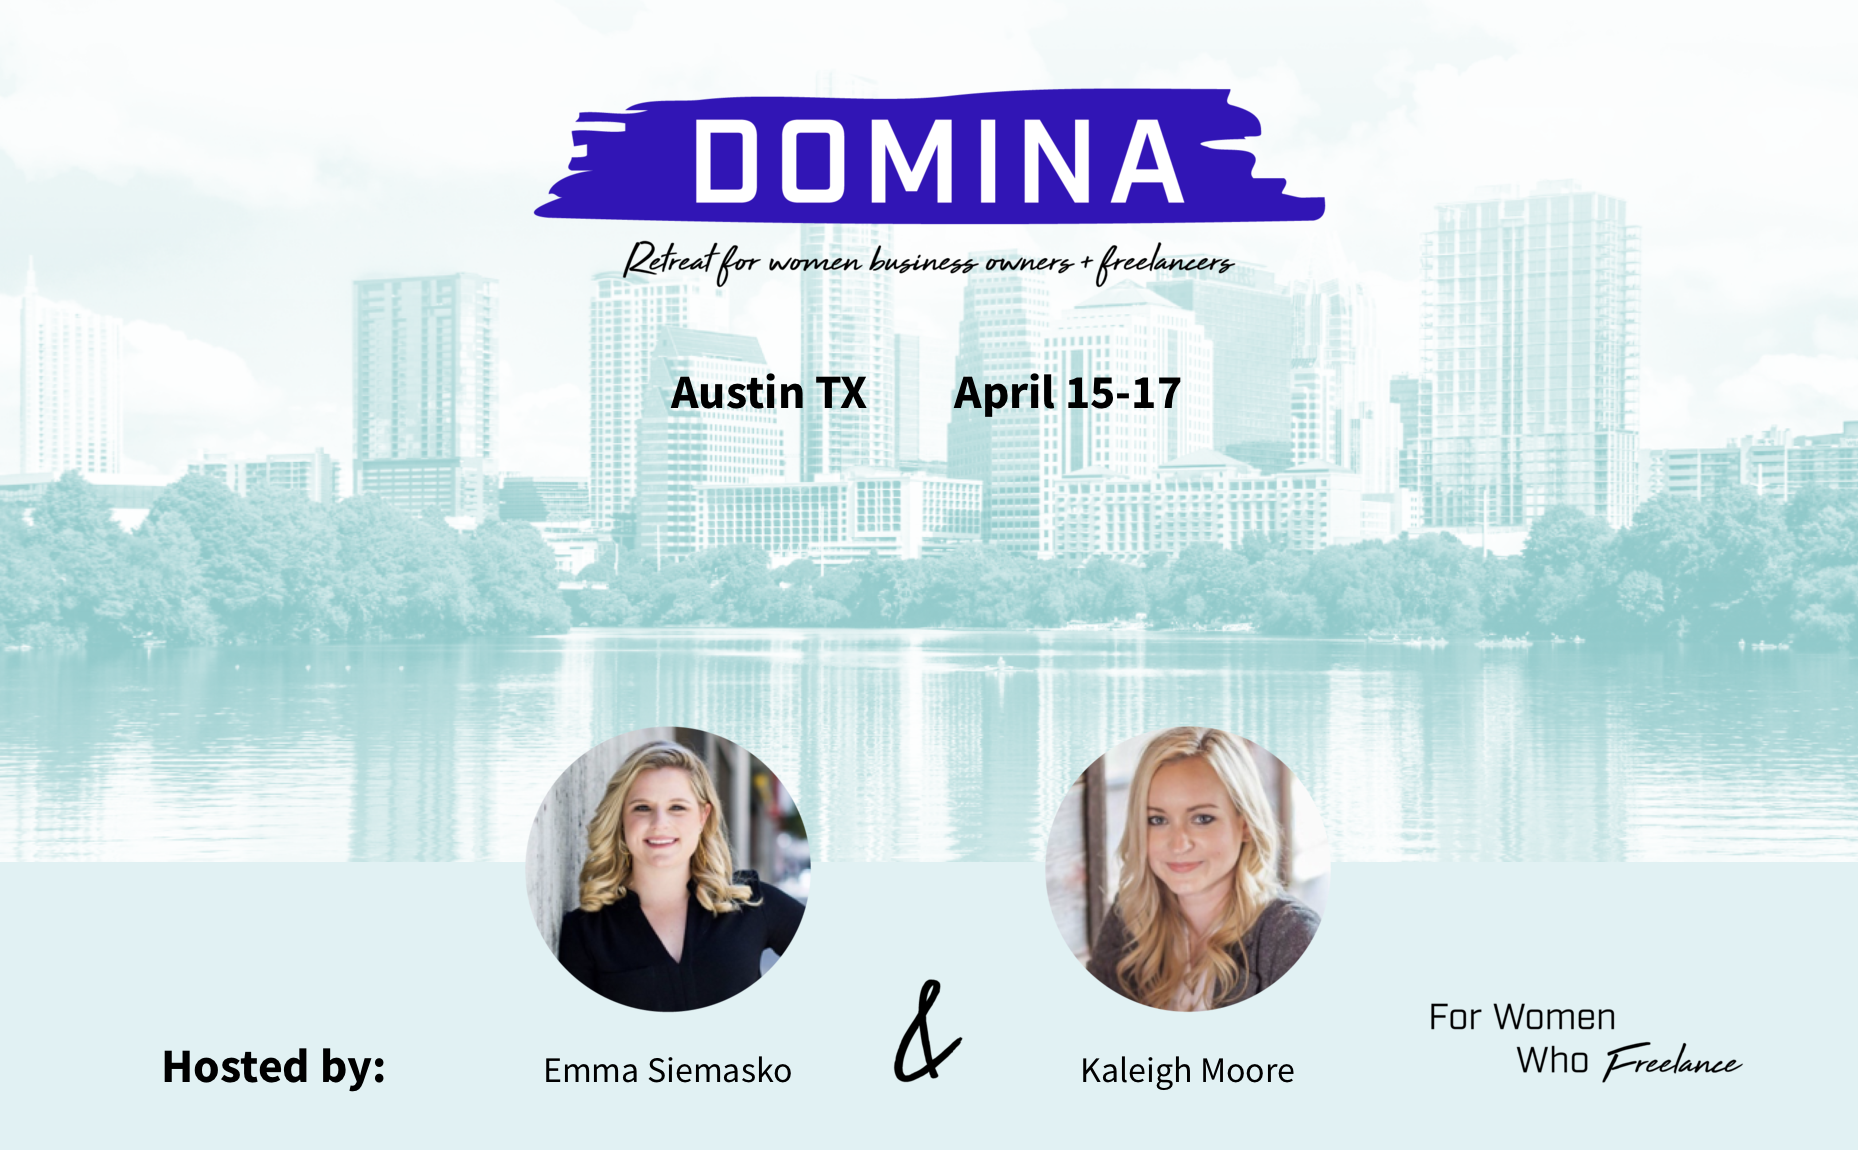 DOMINA
Retreat for women business owners + freelancers
Austin TX April 15-17
Hosted by:
Emma Siemasko
&
Kaleigh Moore
For Women
Who Freelance